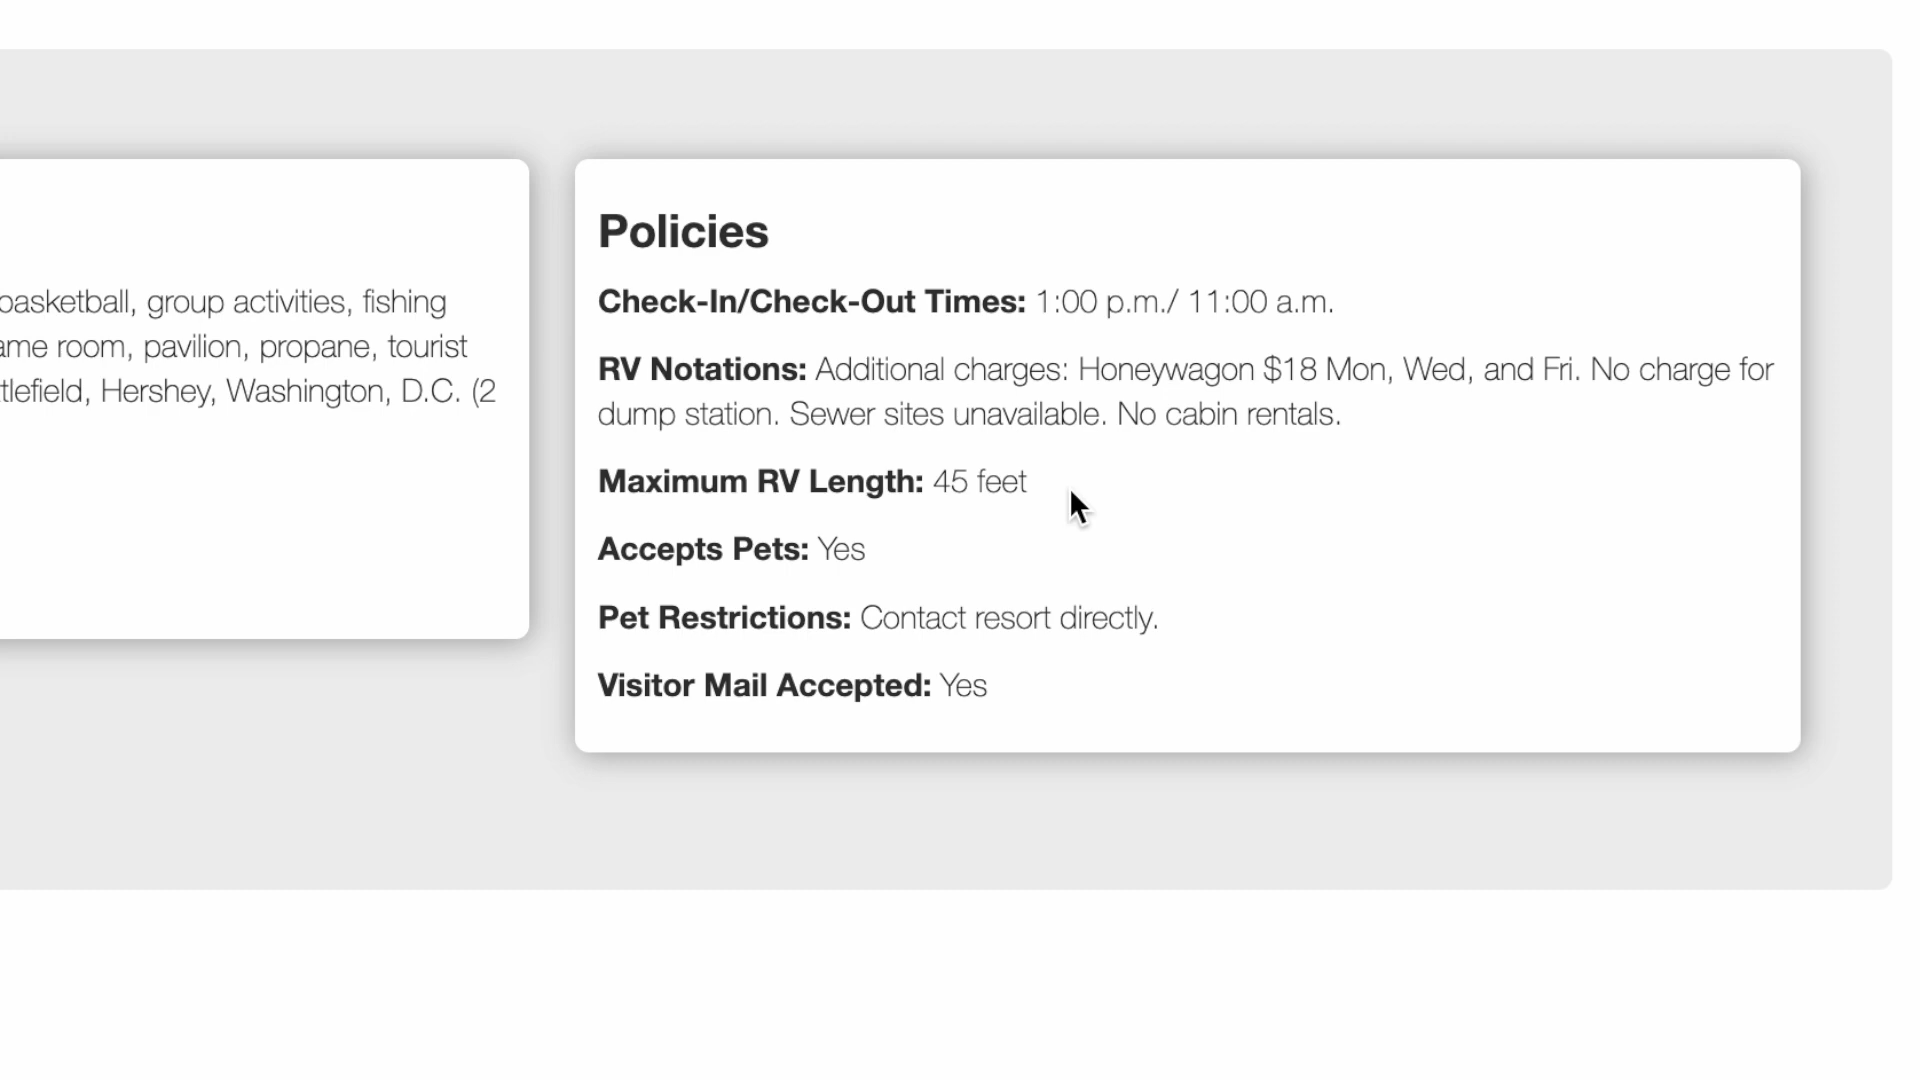 basketball, group activities, fishing
room, pavilion, propane, tourist
Hershey, Washington, D.C. (2
Policies
Check-In/Check-Out Times: 1:00 p.m./ 11:00 a.m.
RV Notations: Additional charges: Honeywagon $18 Mon, Wed, and Fri. No charge for
dump station. Sewer sites unavailable. No cabin rentals.
Maximum RV Length: 45 feet
Accepts Pets: Yes
Pet Restrictions: Contact resort directly.
Visitor Mail Accepted: Yes